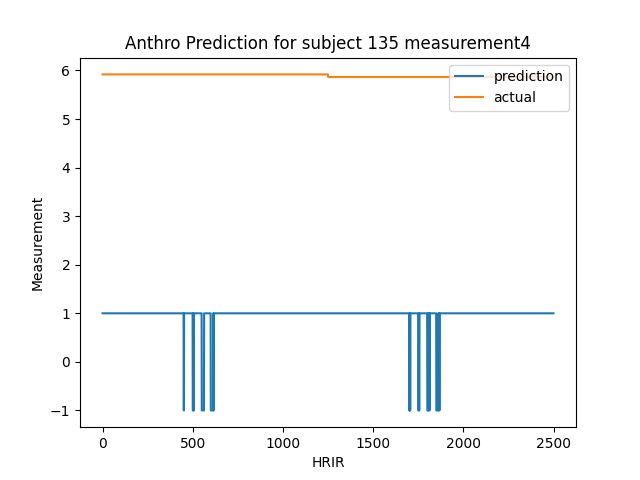 Anthro Prediction for subject 135 measurement4
prediction
actual
6
5
4
3
2
1
0
−1
Measurement
0
500
1000
1500
2000
2500
HRIR